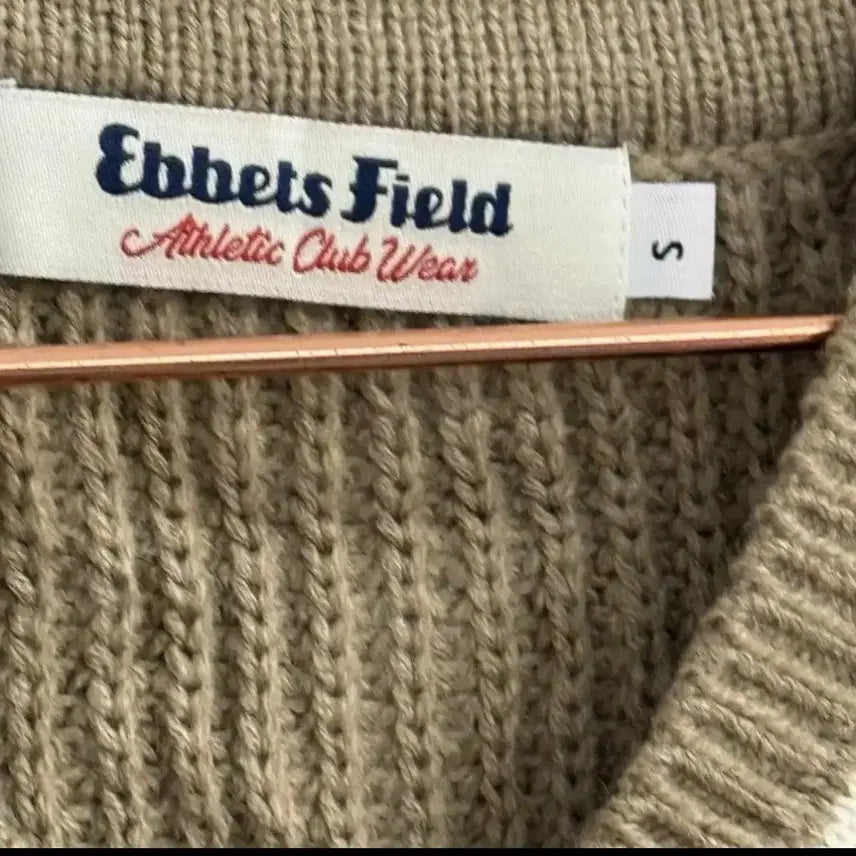 Ebbets Field
Athletic Club Wear
S